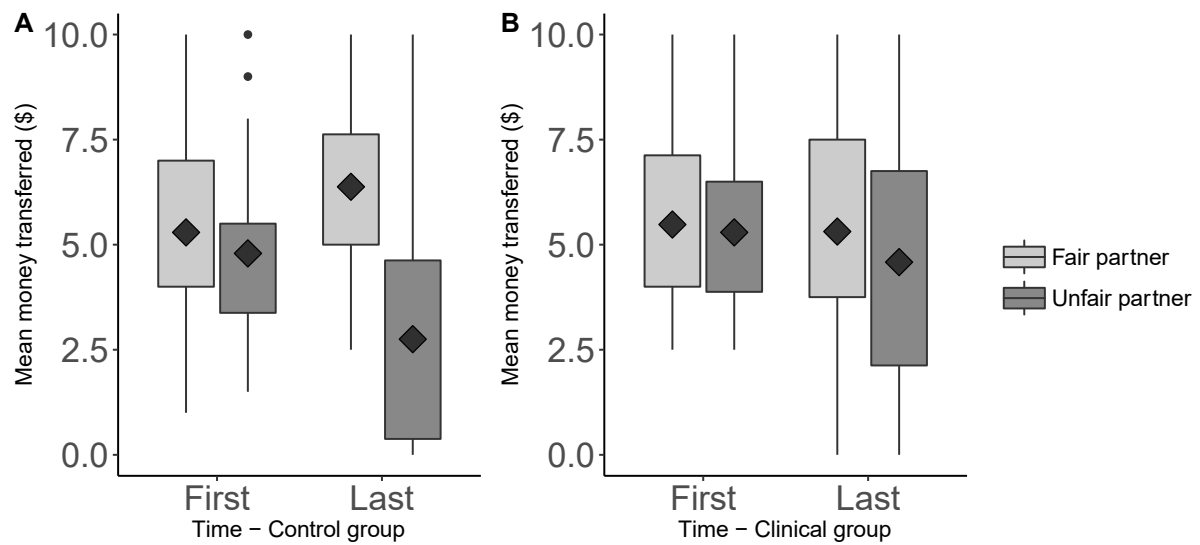 A
Mean money transferred ($)
10.0
7.5
5.0
2.5
0.0
First Last
Time − Control group
B
Mean money transferred ($)
10.0
7.5
5.0
2.5
0.0
First Last
Time − Clinical group
Fair partner
Unfair partner